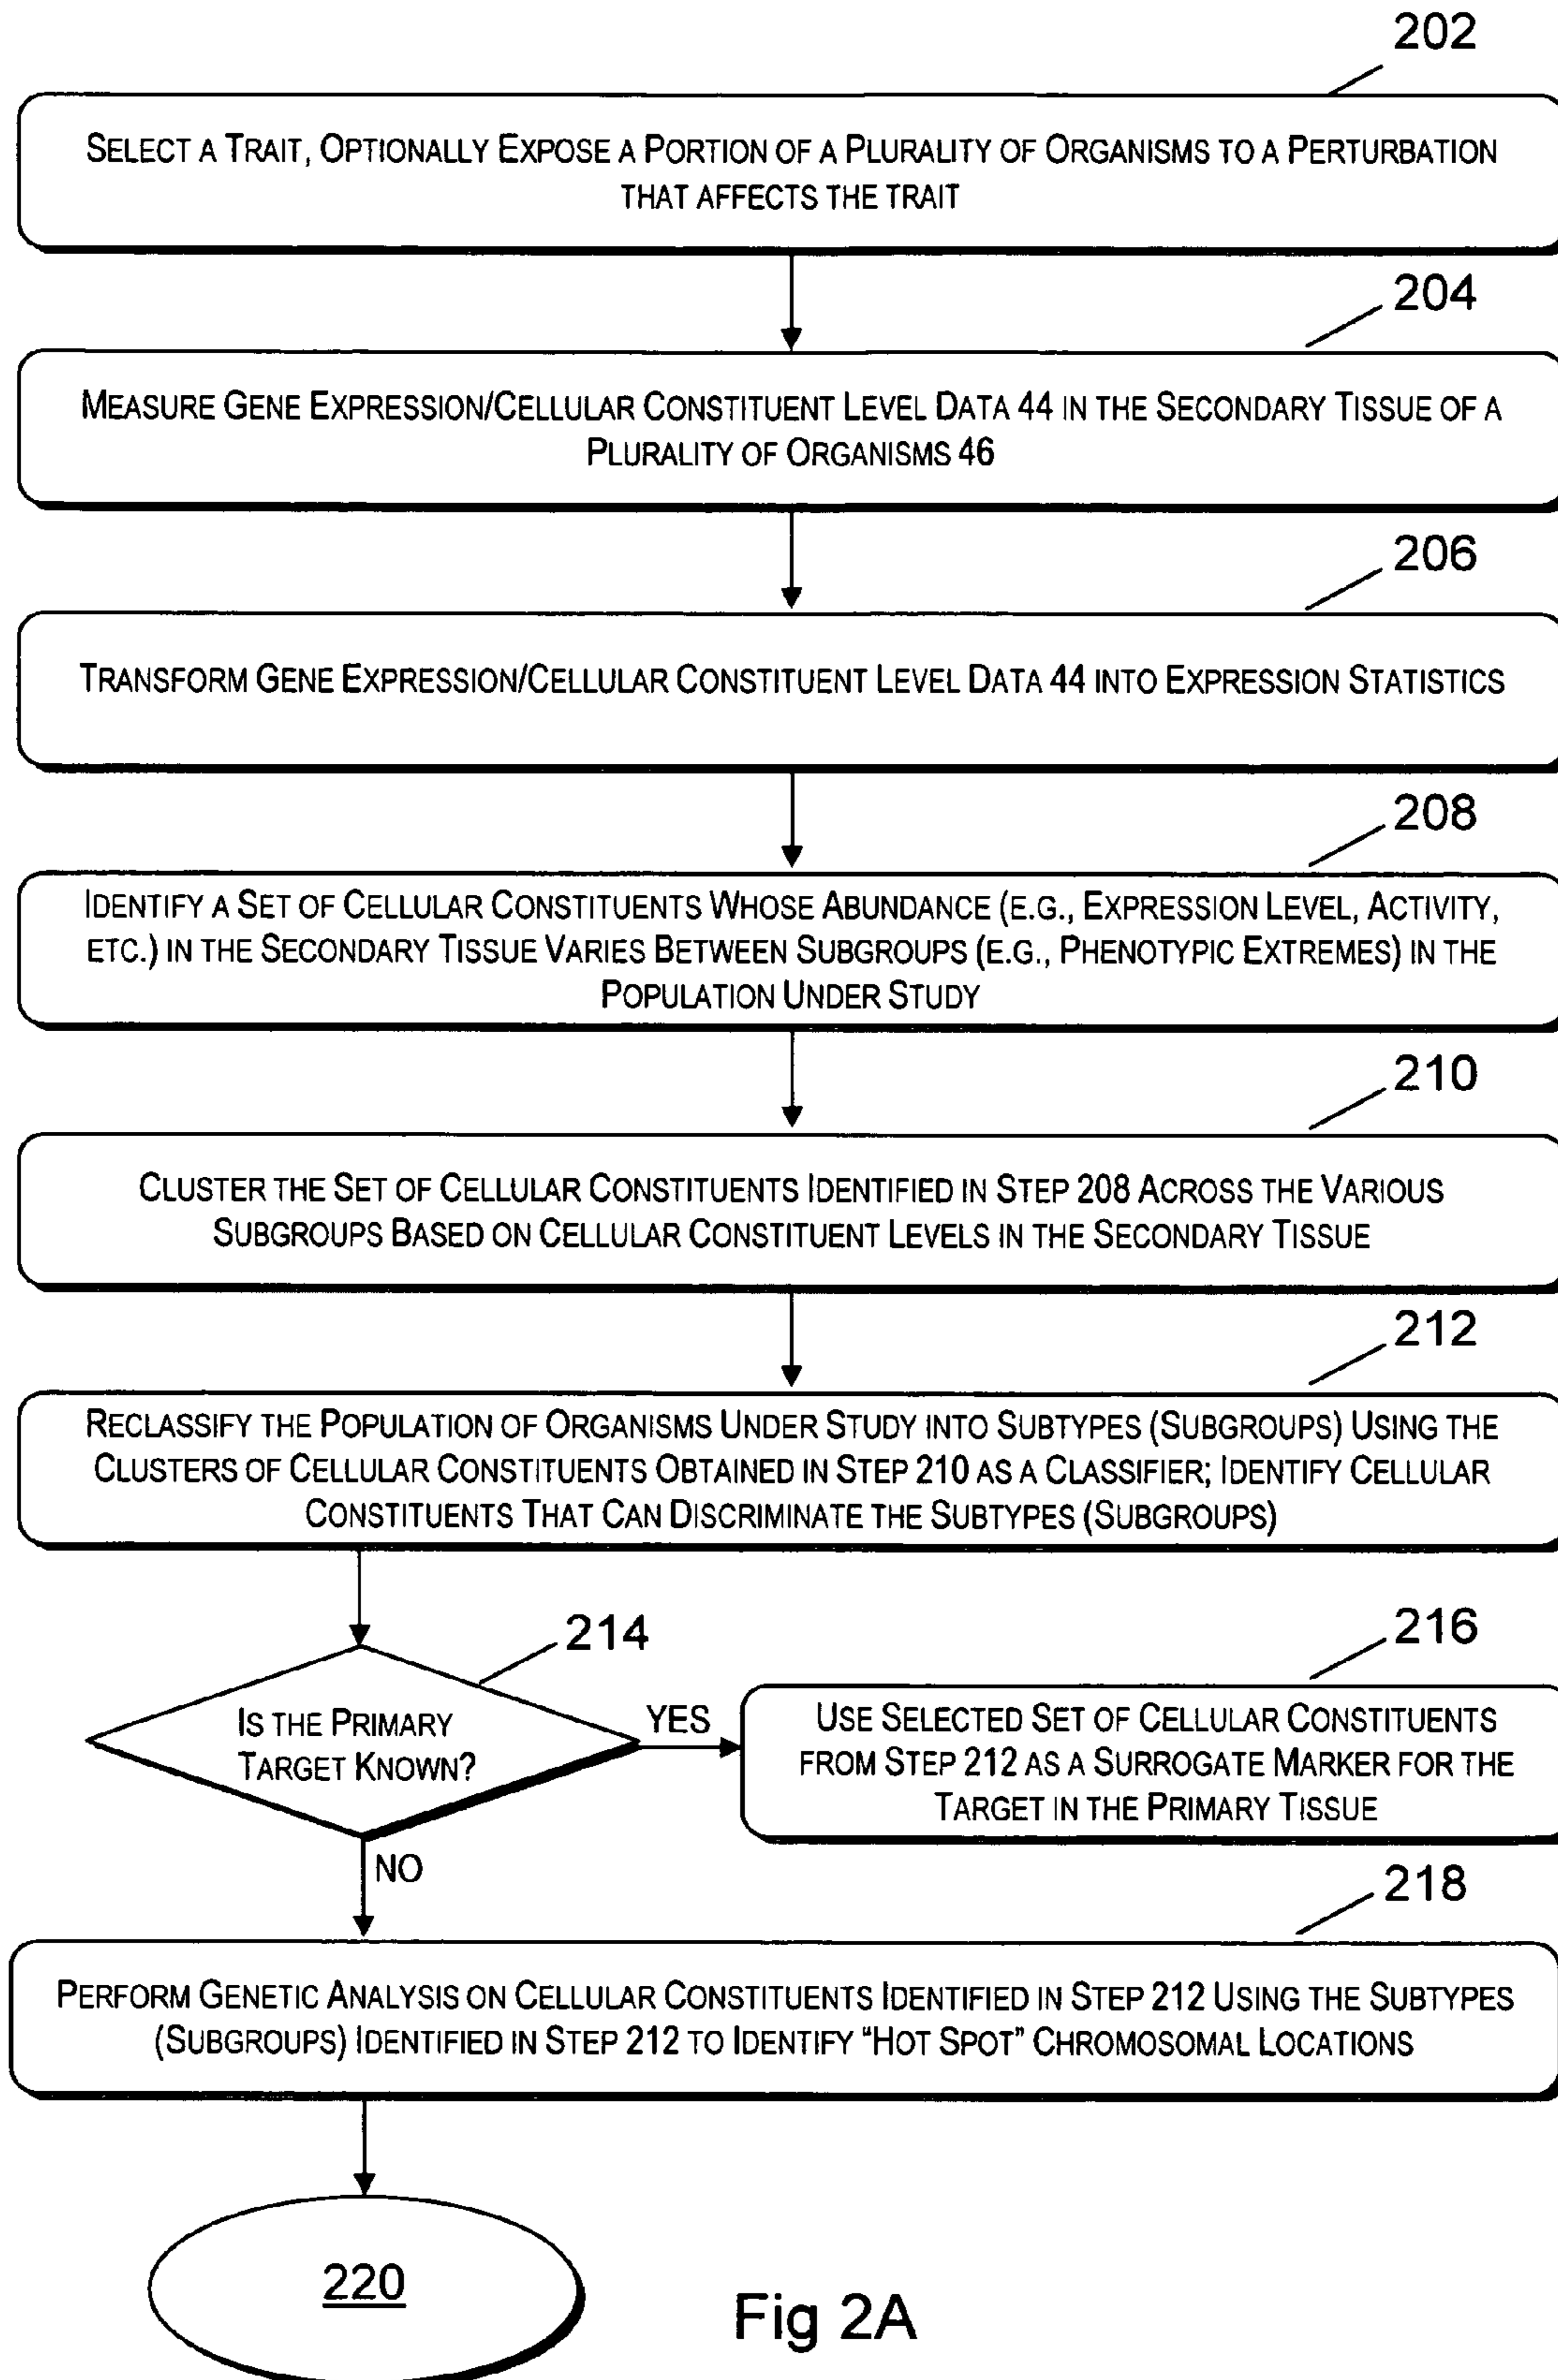 202
SELECT A TRAIT, OPTIONALLY EXPOSE A PORTION OF A PLURALITY OF ORGANISMS TO A PERTURBATION
THAT AFFECTS THE TRAIT
204
MEASURE GENE EXPRESSION/CELLULAR CONSTITUENT LEVEL DATA 44 IN THE SECONDARY TISSUE OF A
PLURALITY OF ORGANISMS 46
206
TRANSFORM GENE EXPRESSION/CELLULAR CONSTITUENT LEVEL DATA 44 INTO EXPRESSION STATISTICS
208
IDENTIFY A SET OF CELLULAR CONSTITUENTS WHOSE ABUNDANCE (E.G., EXPRESSION LEVEL, ACTIVITY,
ETC.) IN THE SECONDARY TISSUE VARIES BETWEEN SUBGROUPS (E.G., PHENOTYPIC EXTREMES) IN THE
POPULATION UNDER STUDY
210
CLUSTER THE SET OF CELLULAR CONSTITUENTS IDENTIFIED IN STEP 208 ACROSS THE VARIOUS
SUBGROUPS BASED ON CELLULAR CONSTITUENT LEVELS IN THE SECONDARY TISSUE
212
RECLASSIFY THE POPULATION OF ORGANISMS UNDER STUDY INTO SUBTYPES (SUBGROUPS) USING THE
CLUSTERS OF CELLULAR CONSTITUENTS OBTAINED IN STEP 210 AS A CLASSIFIER; IDENTIFY CELLULAR
CONSTITUENTS THAT CAN DISCRIMINATE THE SUBTYPES (SUBGROUPS)
214
IS THE PRIMARY
TARGET KNOWN?
YES
216
USE SELECTED SET OF CELLULAR CONSTITUENTS
FROM STEP 212 AS A SURROGATE MARKER FOR THE
TARGET IN THE PRIMARY TISSUE
NO
218
PERFORM GENETIC ANALYSIS ON CELLULAR CONSTITUENTS IDENTIFIED IN STEP 212 USING THE SUBTYPES
(SUBGROUPS) IDENTIFIED IN STEP 212 TO IDENTIFY "HOT SPOT" CHROMOSOMAL LOCATIONS
220
Fig 2A